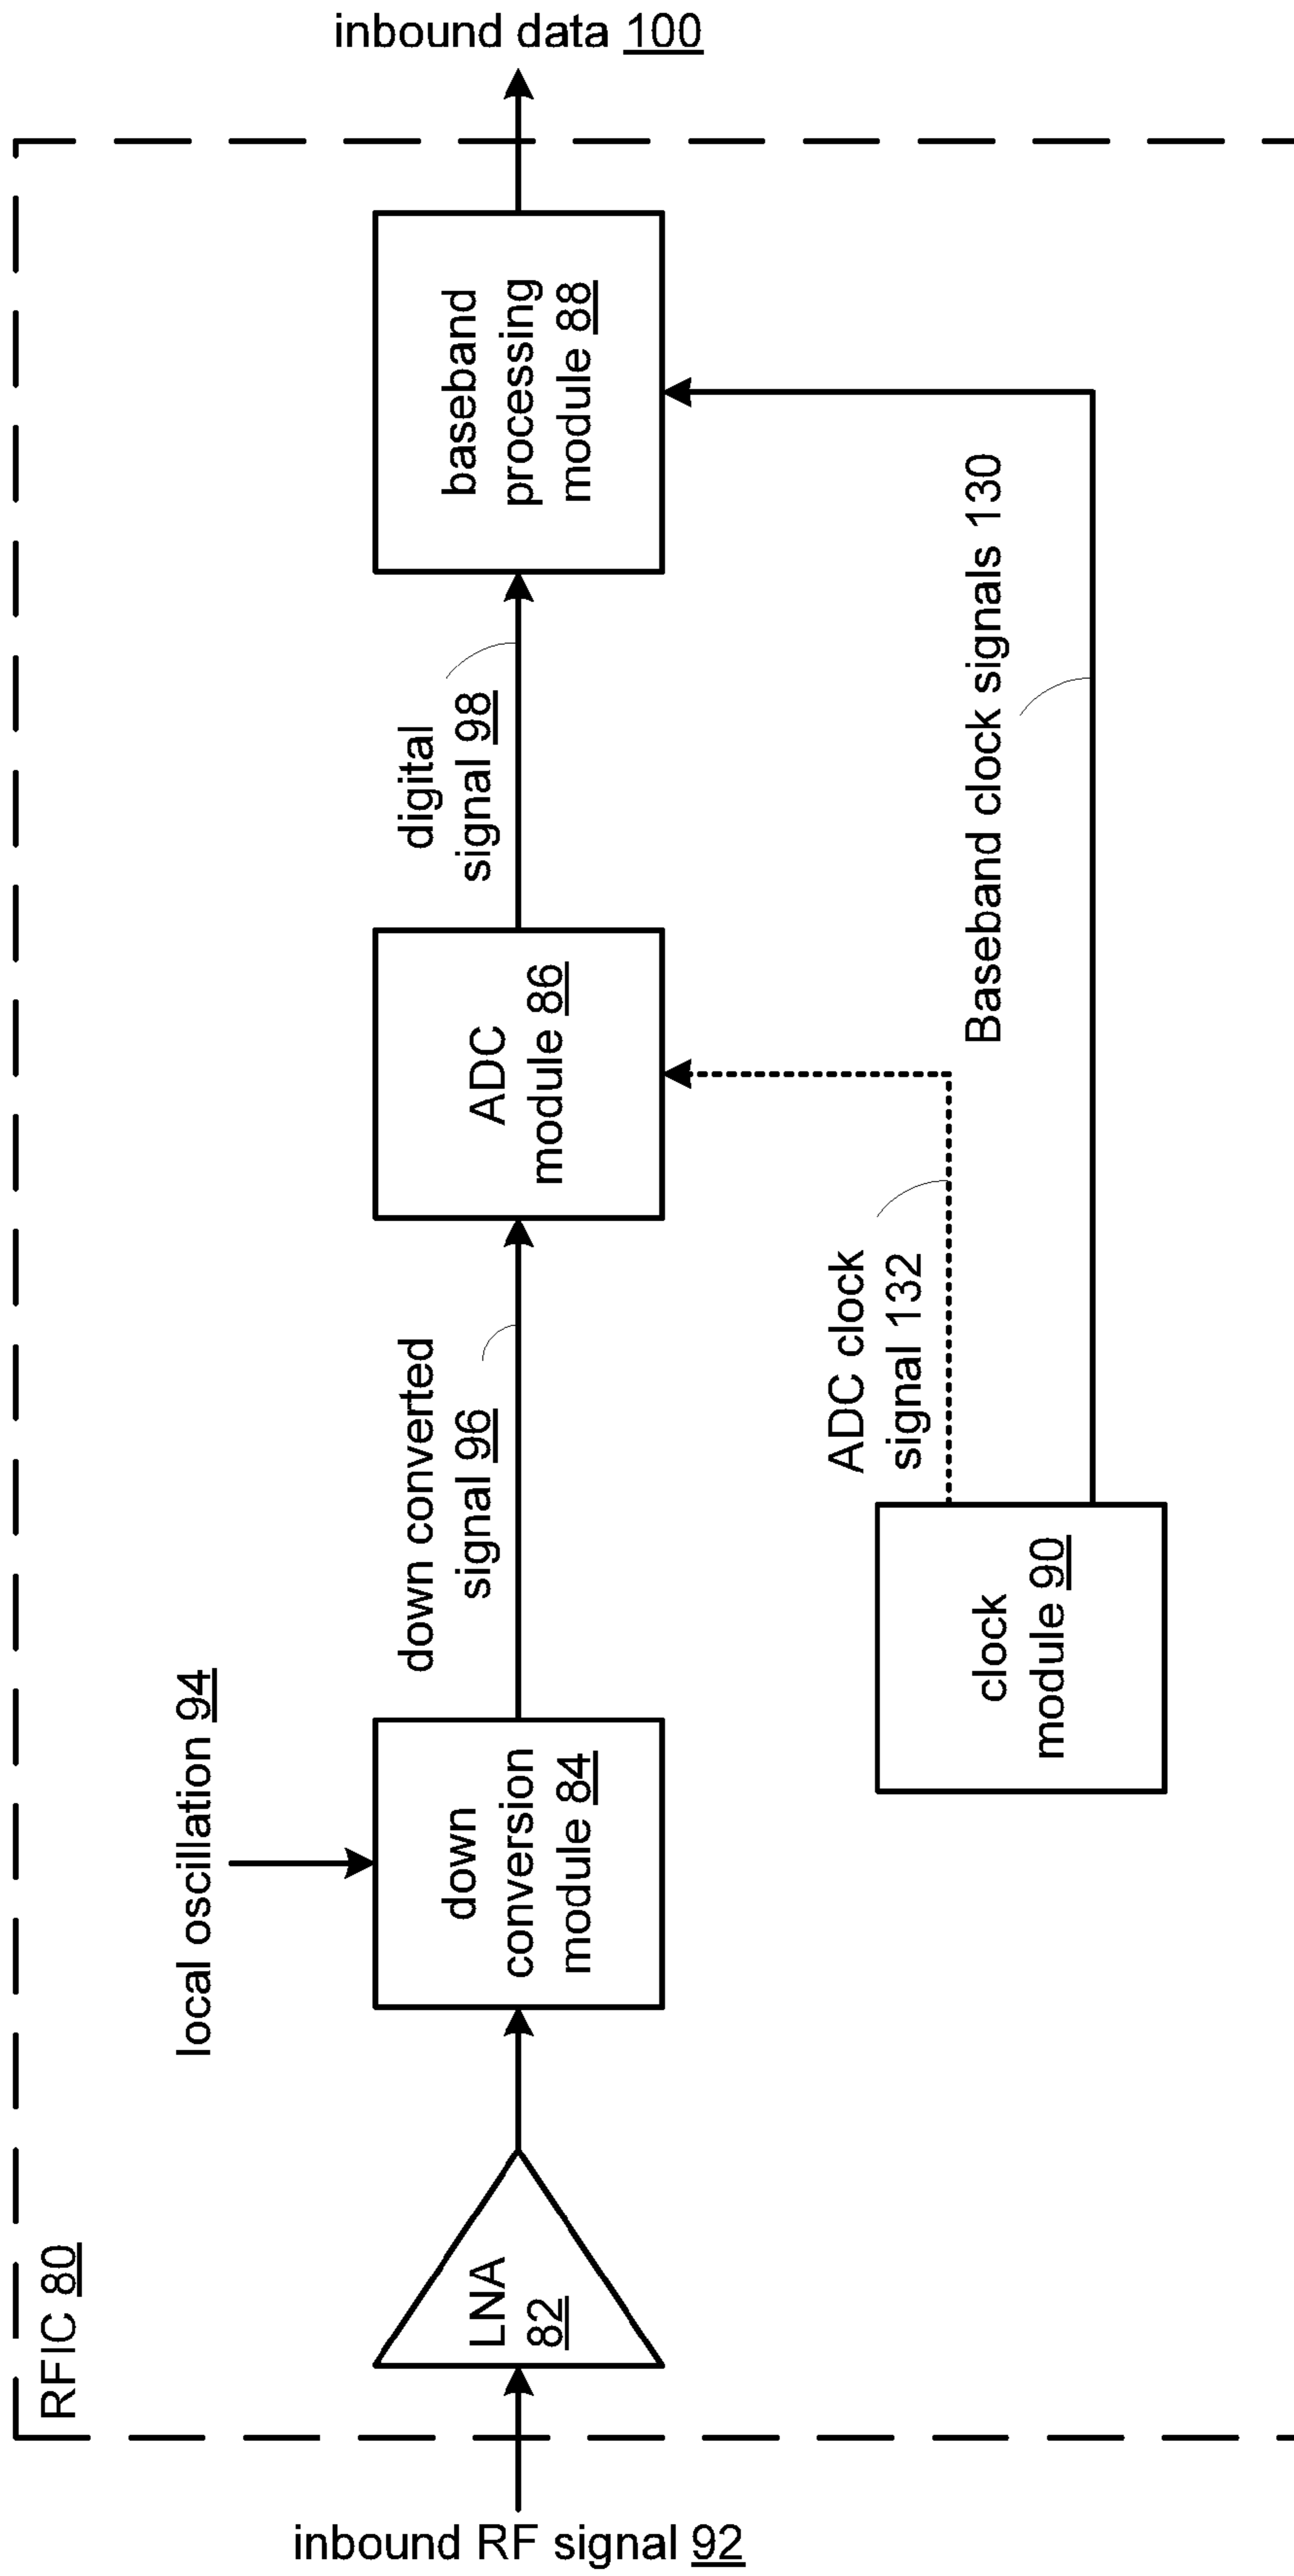 RFIC 80
inbound RF signal 92
LNA
82
local oscillation 94
down
conversion
module 84
down converted
signal 96
ADC
module 86
digital
signal 98
baseband
processing
module 88
inbound data 100
clock
module 90
ADC clock
signal 132
Baseband clock signals 130